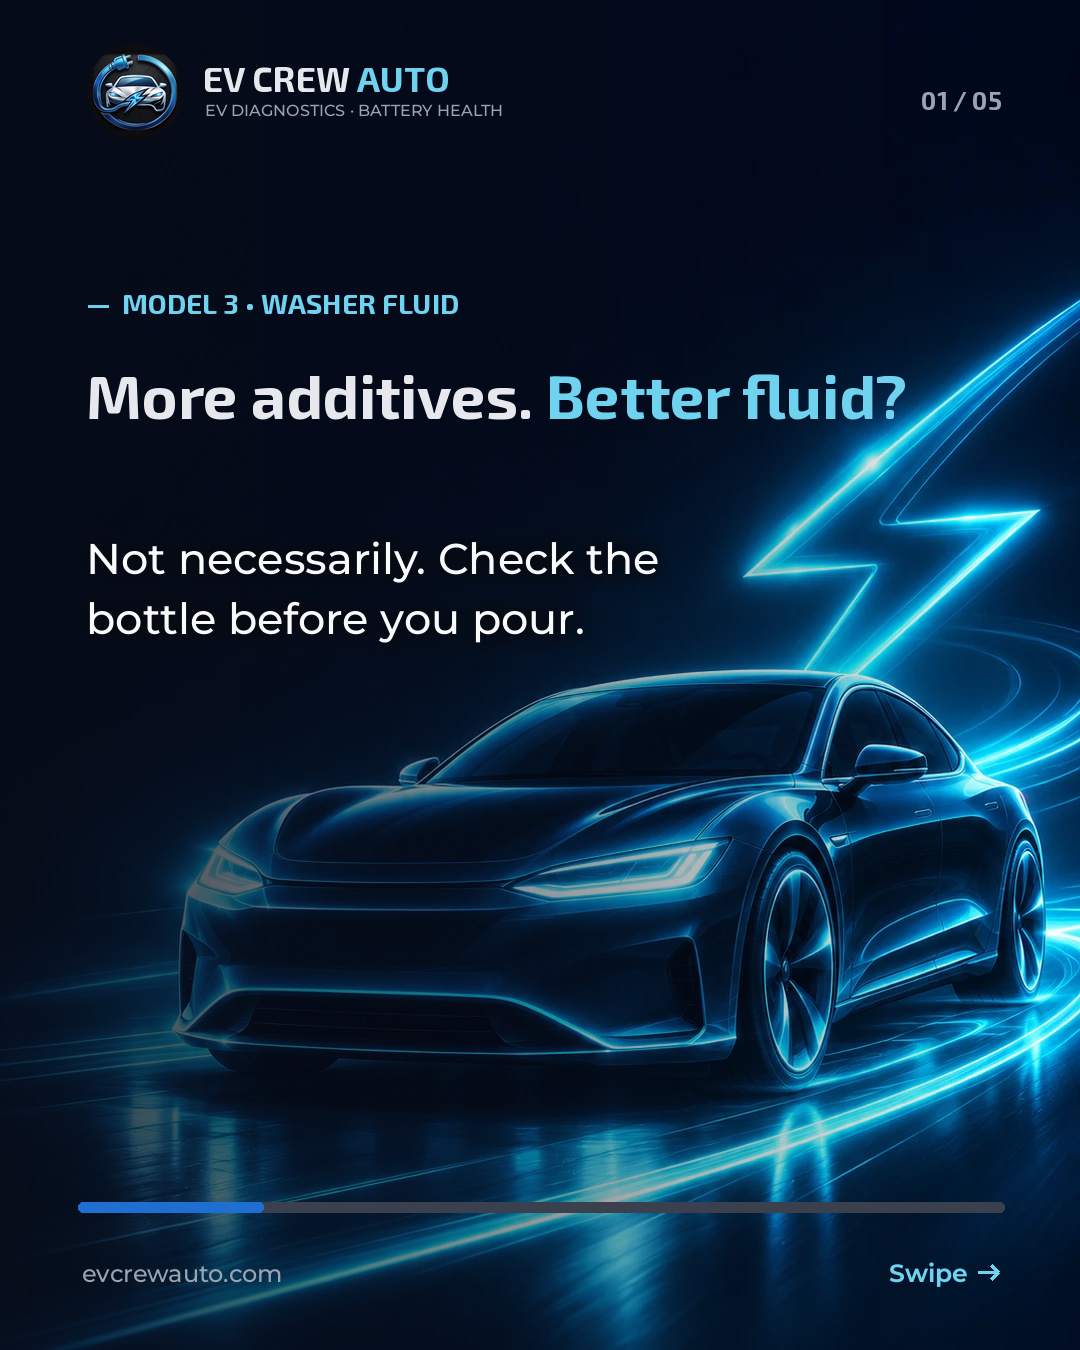 EV CREW AUTO
EV DIAGNOSTICS · BATTERY HEALTH
01 / 05
— MODEL 3 • WASHER FLUID
More additives. Better fluid?
Not necessarily. Check the
bottle before you pour.
evcrewauto.com
Swipe →